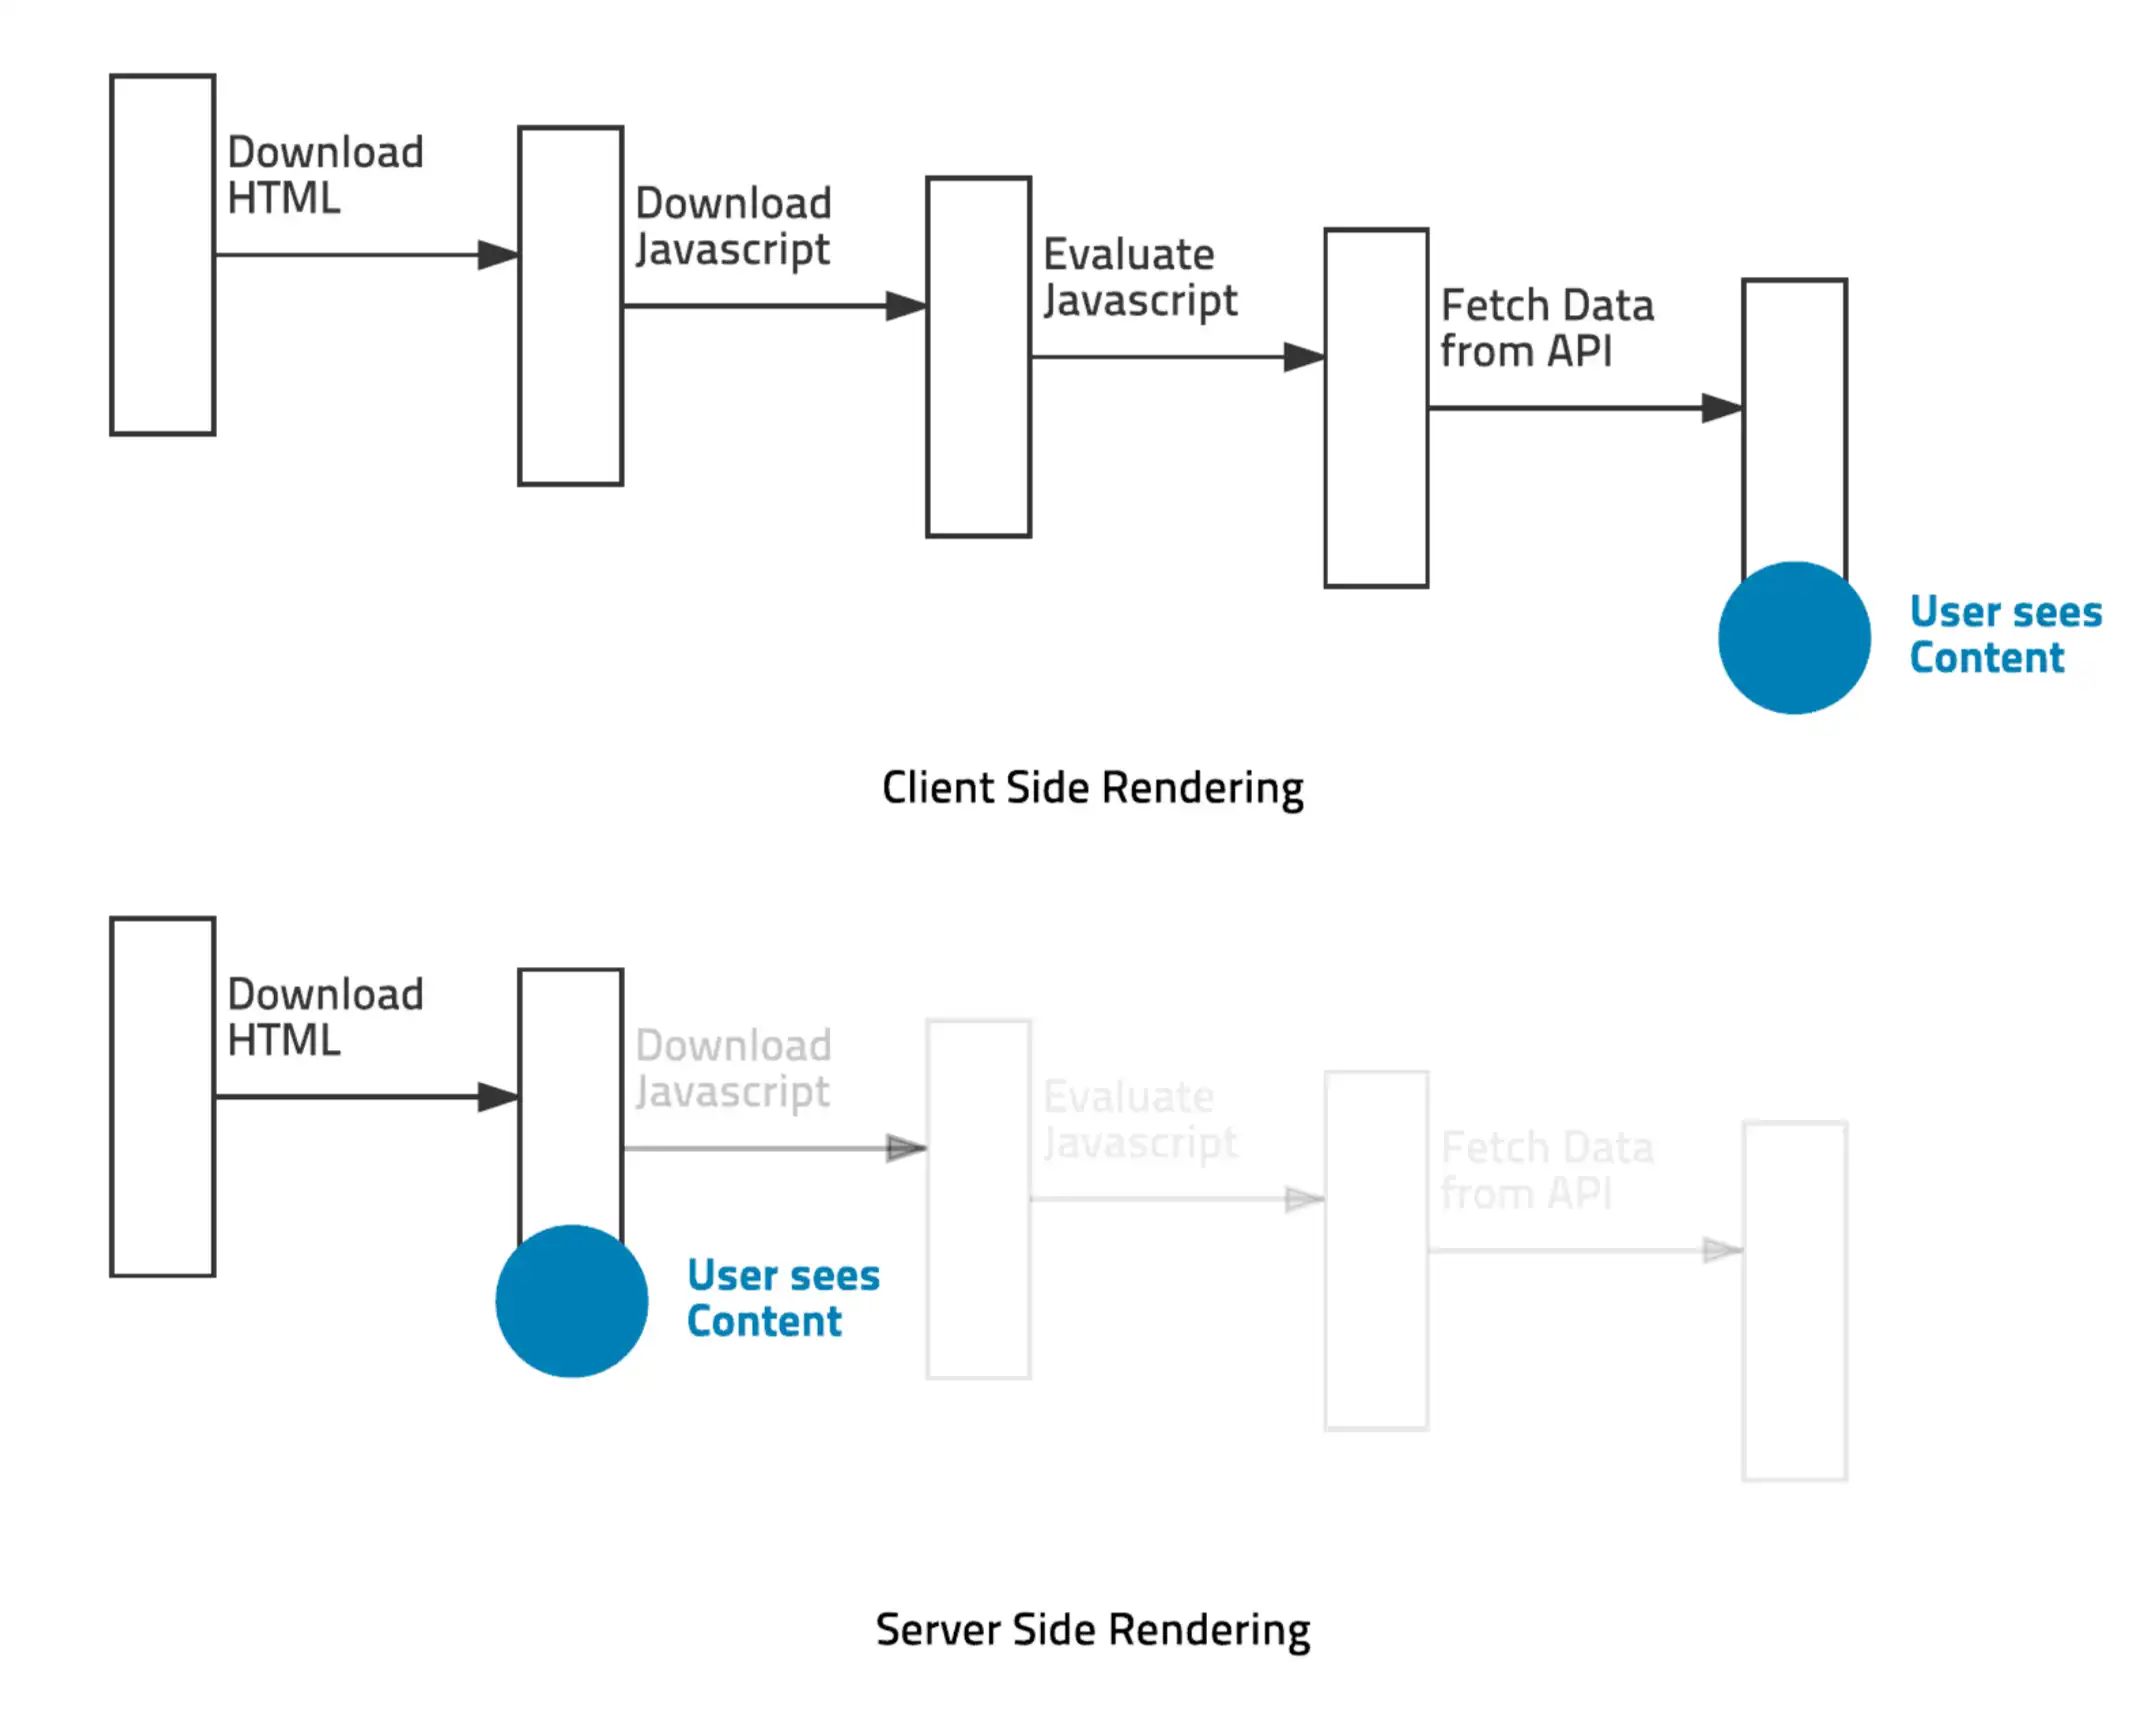 Download
HTML
Download
Javascript
Evaluate
Javascript
Fetch Data
from API
User sees
Content
Client Side Rendering
Download
HTML
Download
Javascript
Evaluate
Javascript
Fetch Data
from API
User sees
Content
Server Side Rendering